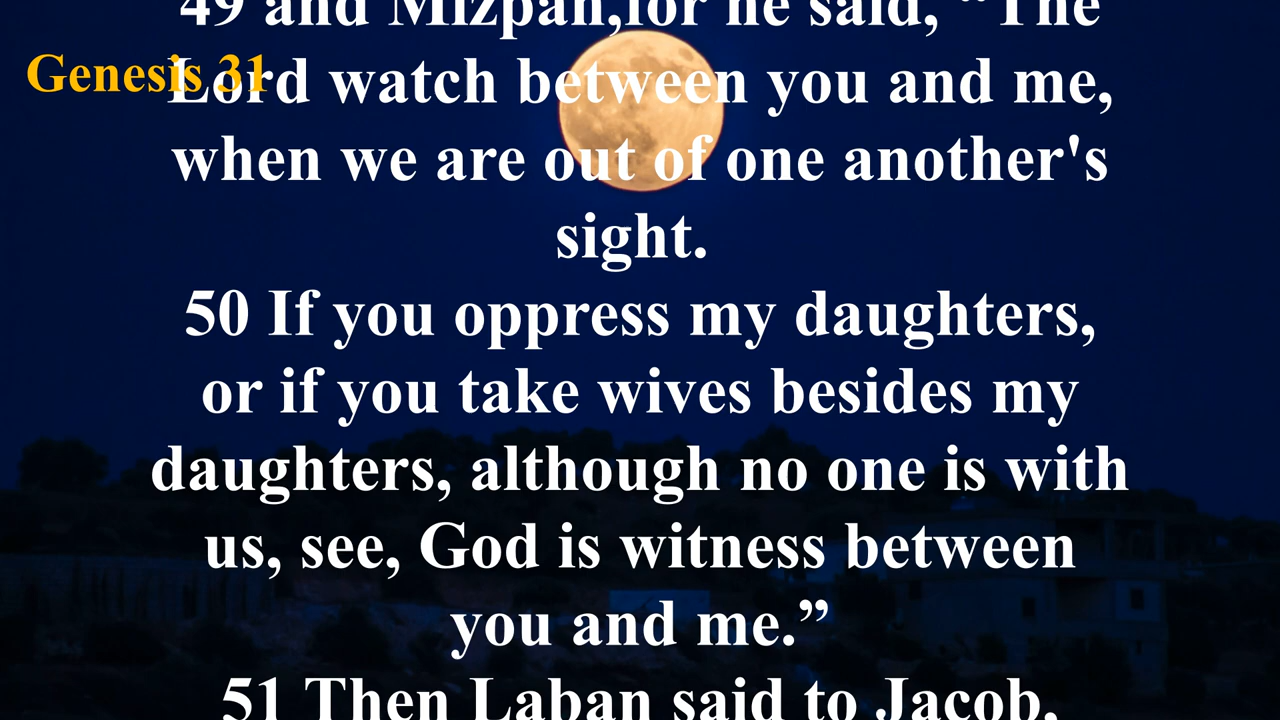 49 and Mizpah,for he said, “The
Genesis 31
Lord watch between you and me,
when we are out of one another's
sight.
50 If you oppress my daughters,
or if you take wives besides my
daughters, although no one is with
us, see, God is witness between
you and me.”
51 Then Laban said to Jacob,